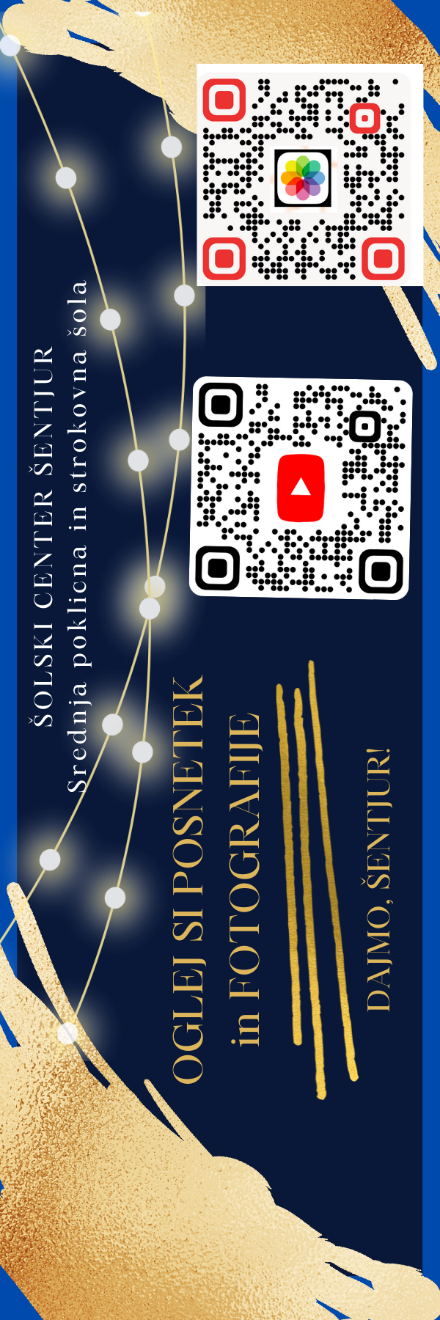 ŠOLSKI CENTER ŠENTJUR
Srednja poklicna in strokovna šola
OGLEJ SI POSNETEK
in FOTOGRAFIJE
DAJMO, ŠENTJUR!